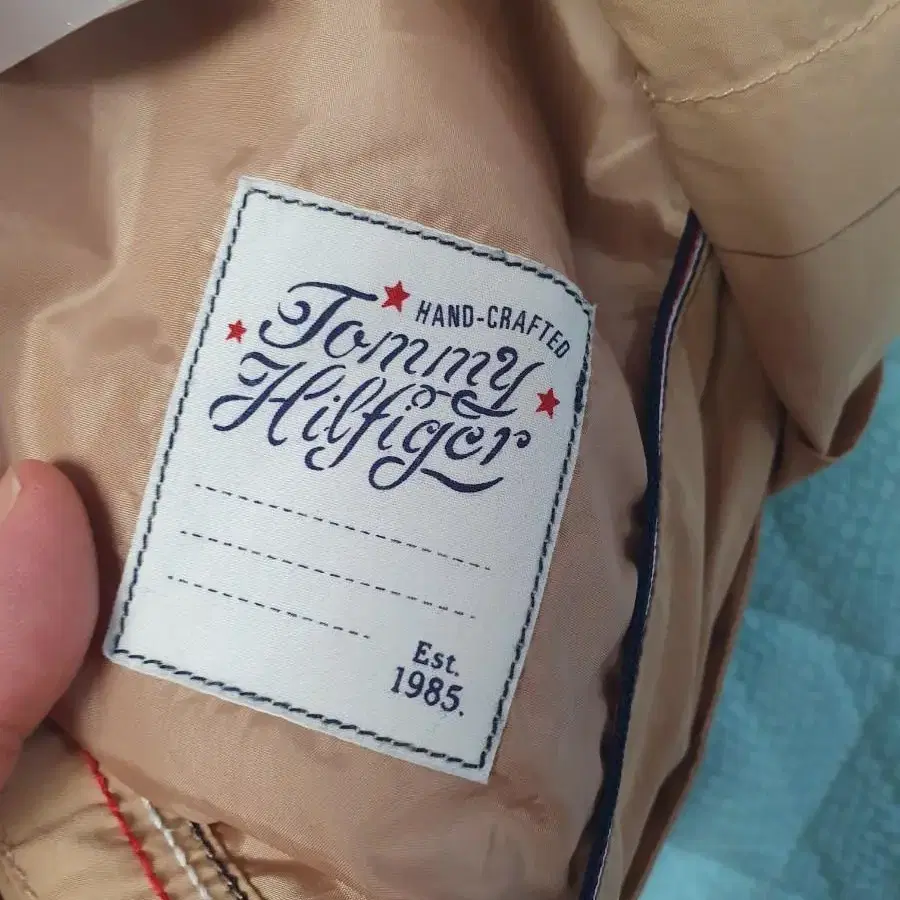 HAND-CRAFTED
Tommy
Hilfiger
Est.
1985.